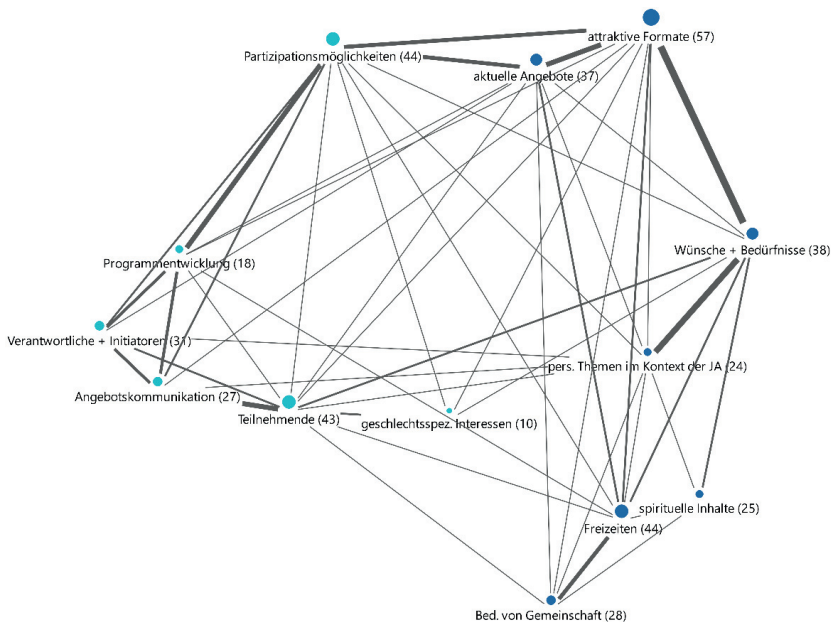 attraktive Formate (57)
Partizipationsmöglichkeiten (44)
aktuelle Angebote (37)
Wünsche + Bedürfnisse (38)
Programmentwicklung (18)
Verantwortliche + Initiatoren (31)
pers. Themen im Kontext der JA (24)
Angebotskommunikation (27)
Teilnehmende (43)
geschlechtsspez. Interessen (10)
spirituelle Inhalte (25)
Freizeiten (44)
Bed. von Gemeinschaft (28)